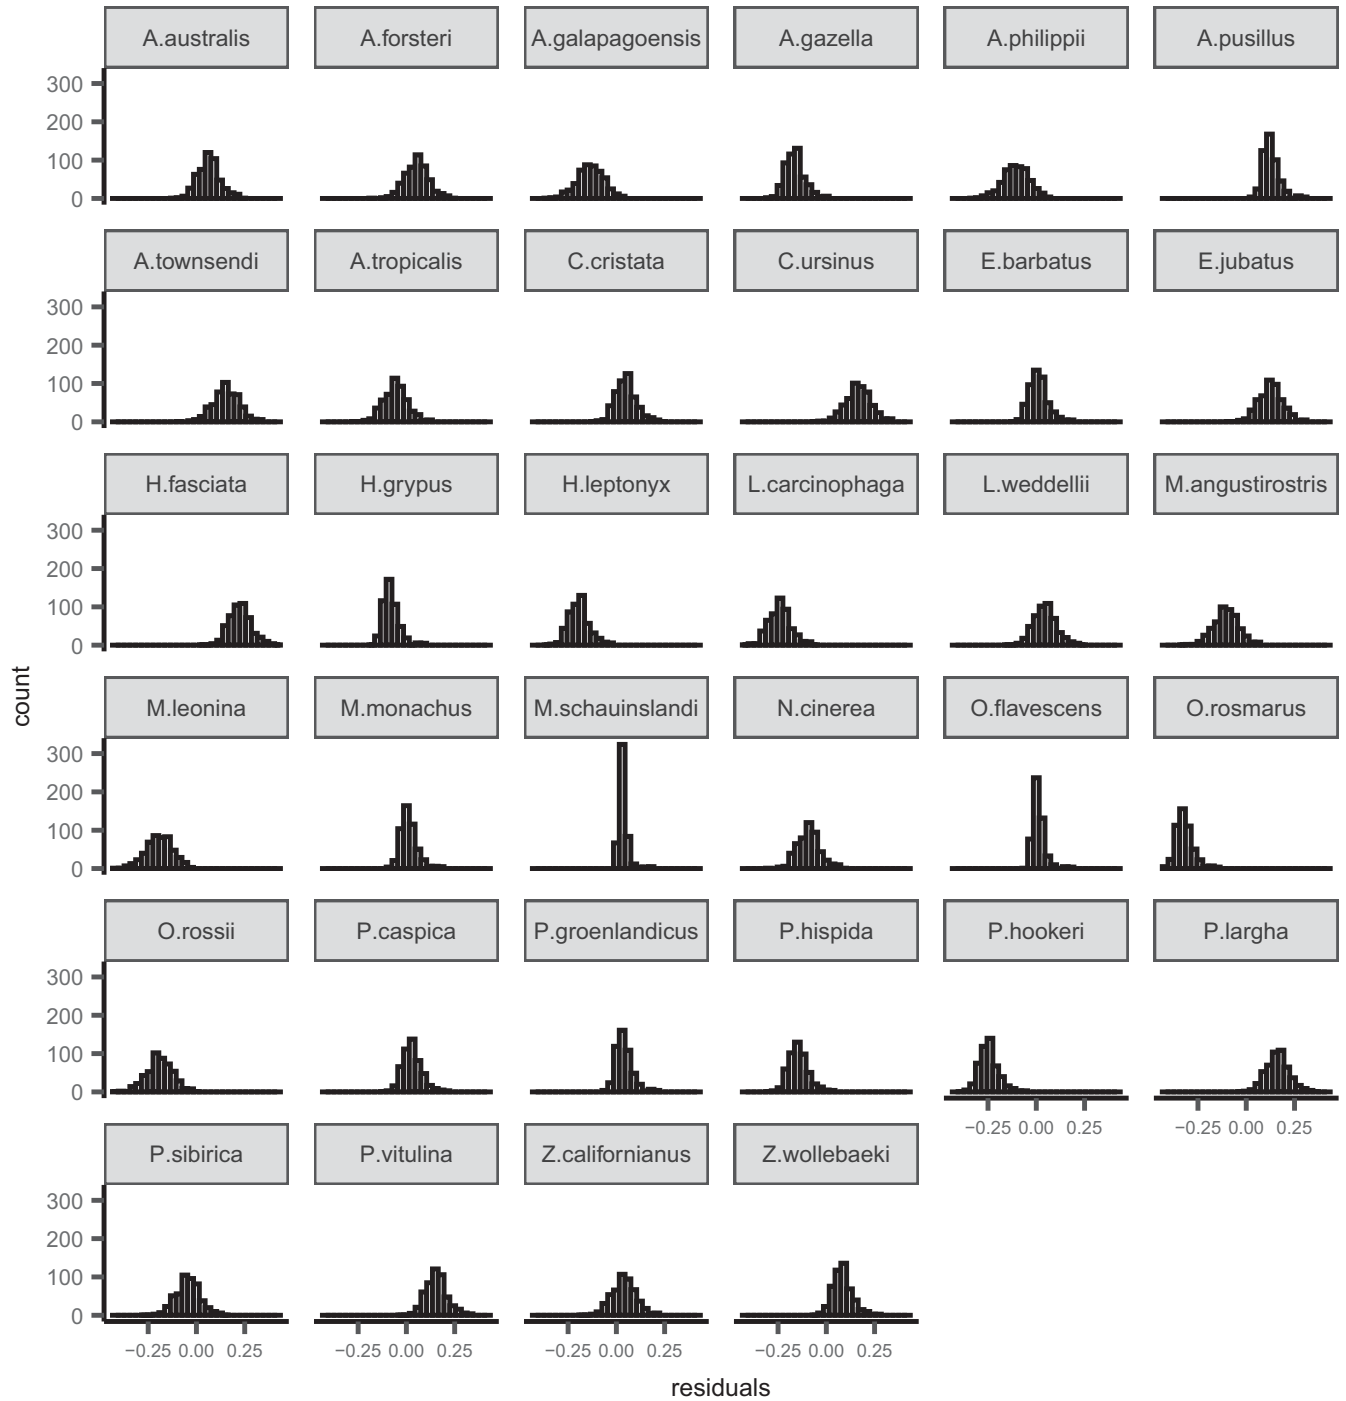 A.australis A.forsteri A.galapagoensis A.gazella A.philippii A.pusillus
300
200
100
0
A.townsendi A.tropicalis C.cristata C.ursinus E.barbatus E.jubatus
300
200
100
0
H.fasciata H.grypus H.leptonyx L.carcinophaga L.weddellii M.angustirostris
300
200
100
0
count
M.leonina M.monachus M.schauinslandi N.cinerea O.flavescens O.rosmarus
300
200
100
0
O.rossii P.caspica P.groenlandicus P.hispida P.hookeri P.largha
300
200
100
0
−0.25 0.00 0.25 −0.25 0.00 0.25
P.sibirica P.vitulina Z.californianus Z.wollebaeki
300
200
100
0
−0.25 0.00 0.25 −0.25 0.00 0.25 −0.25 0.00 0.25 −0.25 0.00 0.25
residuals